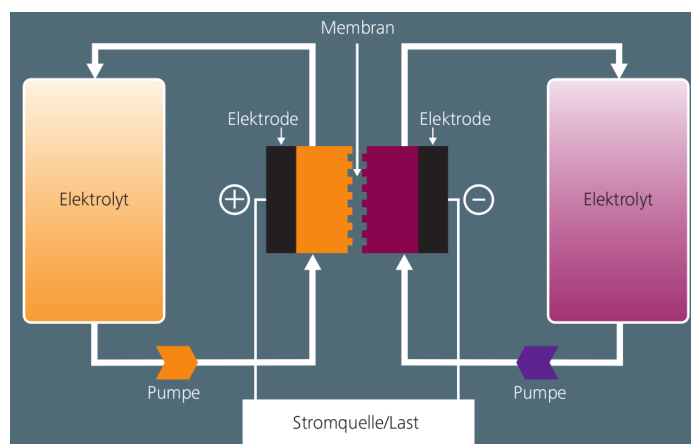 Membran
Elektrode
Elektrode
Elektrolyt
+
−
Elektrolyt
Pumpe
Pumpe
Stromquelle/Last